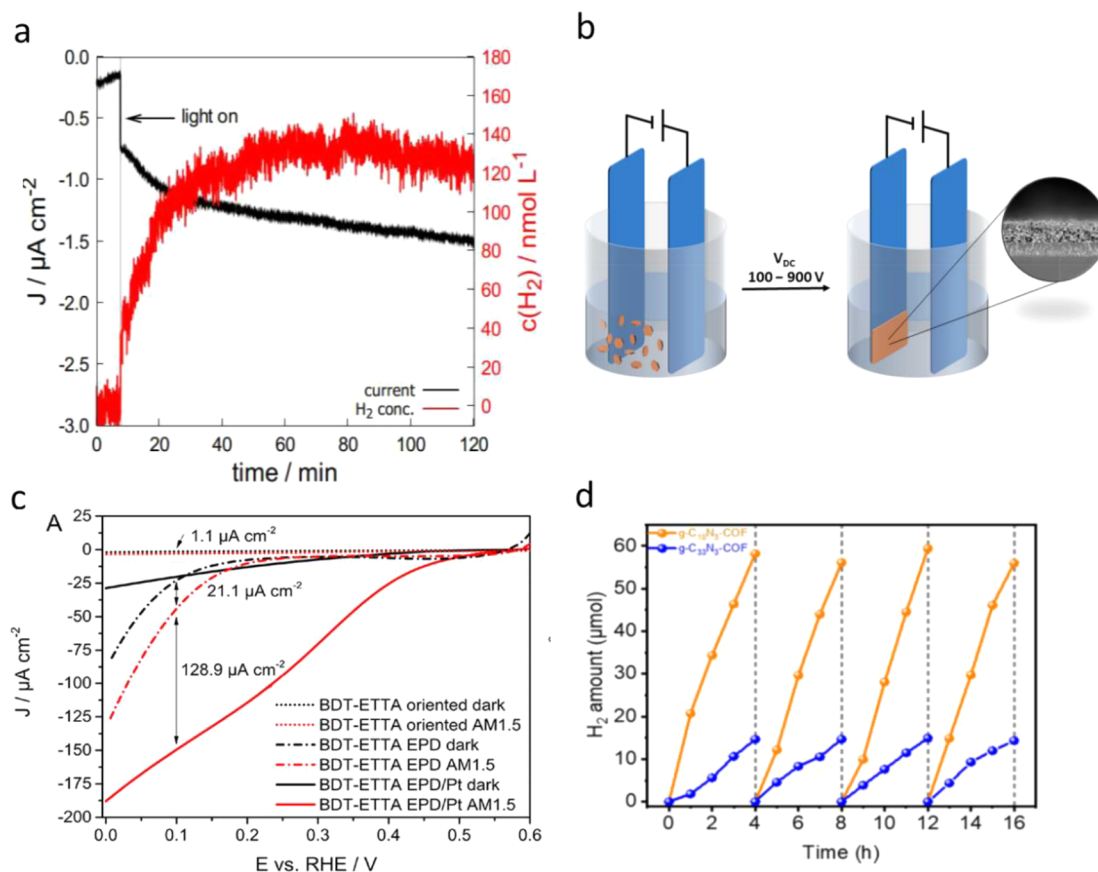 a
0.0
-0.5
-1.0
-1.5
-2.0
-2.5
-3.0
J / µA cm⁻²
light on
180
160
140
120
100
80
60
40
20
0
c(H₂) / nmol L⁻¹
current
H₂ conc.
0 20 40 60 80 100 120
time / min
b
V_DC
100 – 900 V
c
A
25
0
-25
-50
-75
-100
-125
-150
-175
-200
J / µA cm⁻²
1.1 µA cm⁻²
21.1 µA cm⁻²
128.9 µA cm⁻²
BDT-ETTA oriented dark
BDT-ETTA oriented AM1.5
BDT-ETTA EPD dark
BDT-ETTA EPD AM1.5
BDT-ETTA EPD/Pt dark
BDT-ETTA EPD/Pt AM1.5
0.0 0.1 0.2 0.3 0.4 0.5 0.6
E vs. RHE / V
d
g-C₁₈N₃-COF
g-C₃₃N₃-COF
60
50
40
30
20
10
0
H₂ amount (µmol)
0 2 4 6 8 10 12 14 16
Time (h)